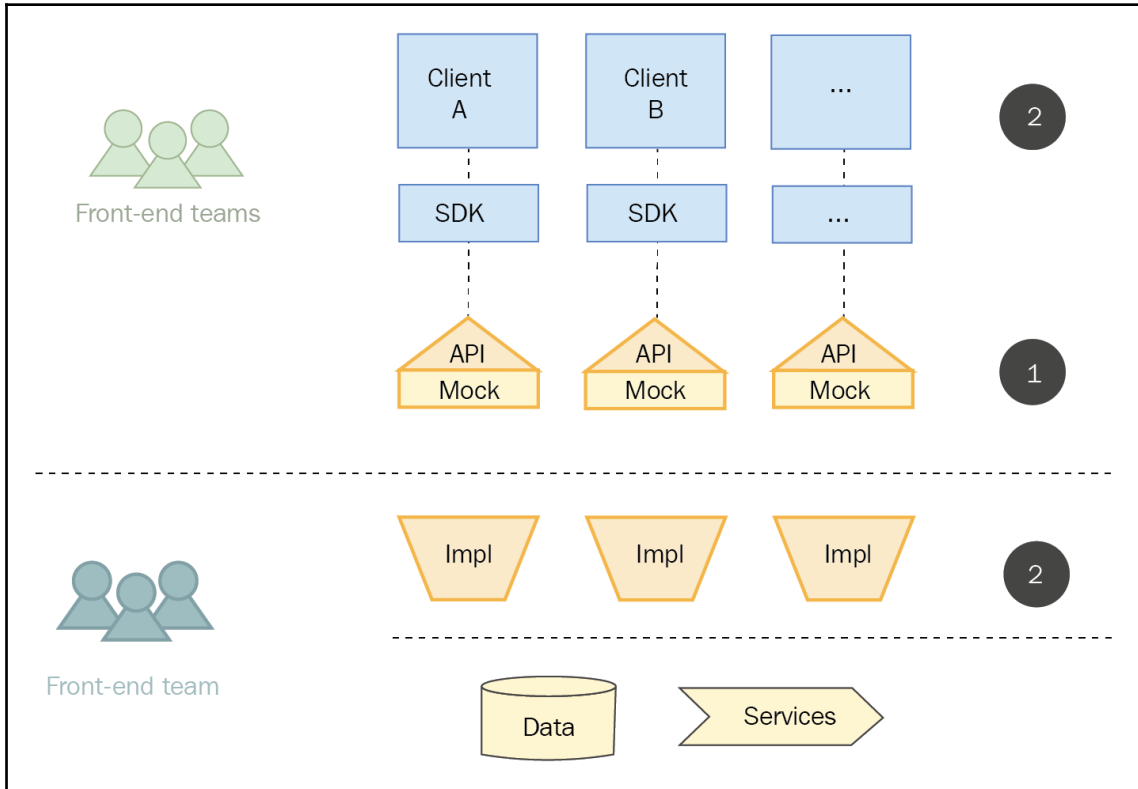 Client
A
Client
B
...
2
Front-end teams
SDK
SDK
...
API
API
API
1
Mock
Mock
Mock
Impl
Impl
Impl
2
Front-end team
Data
Services